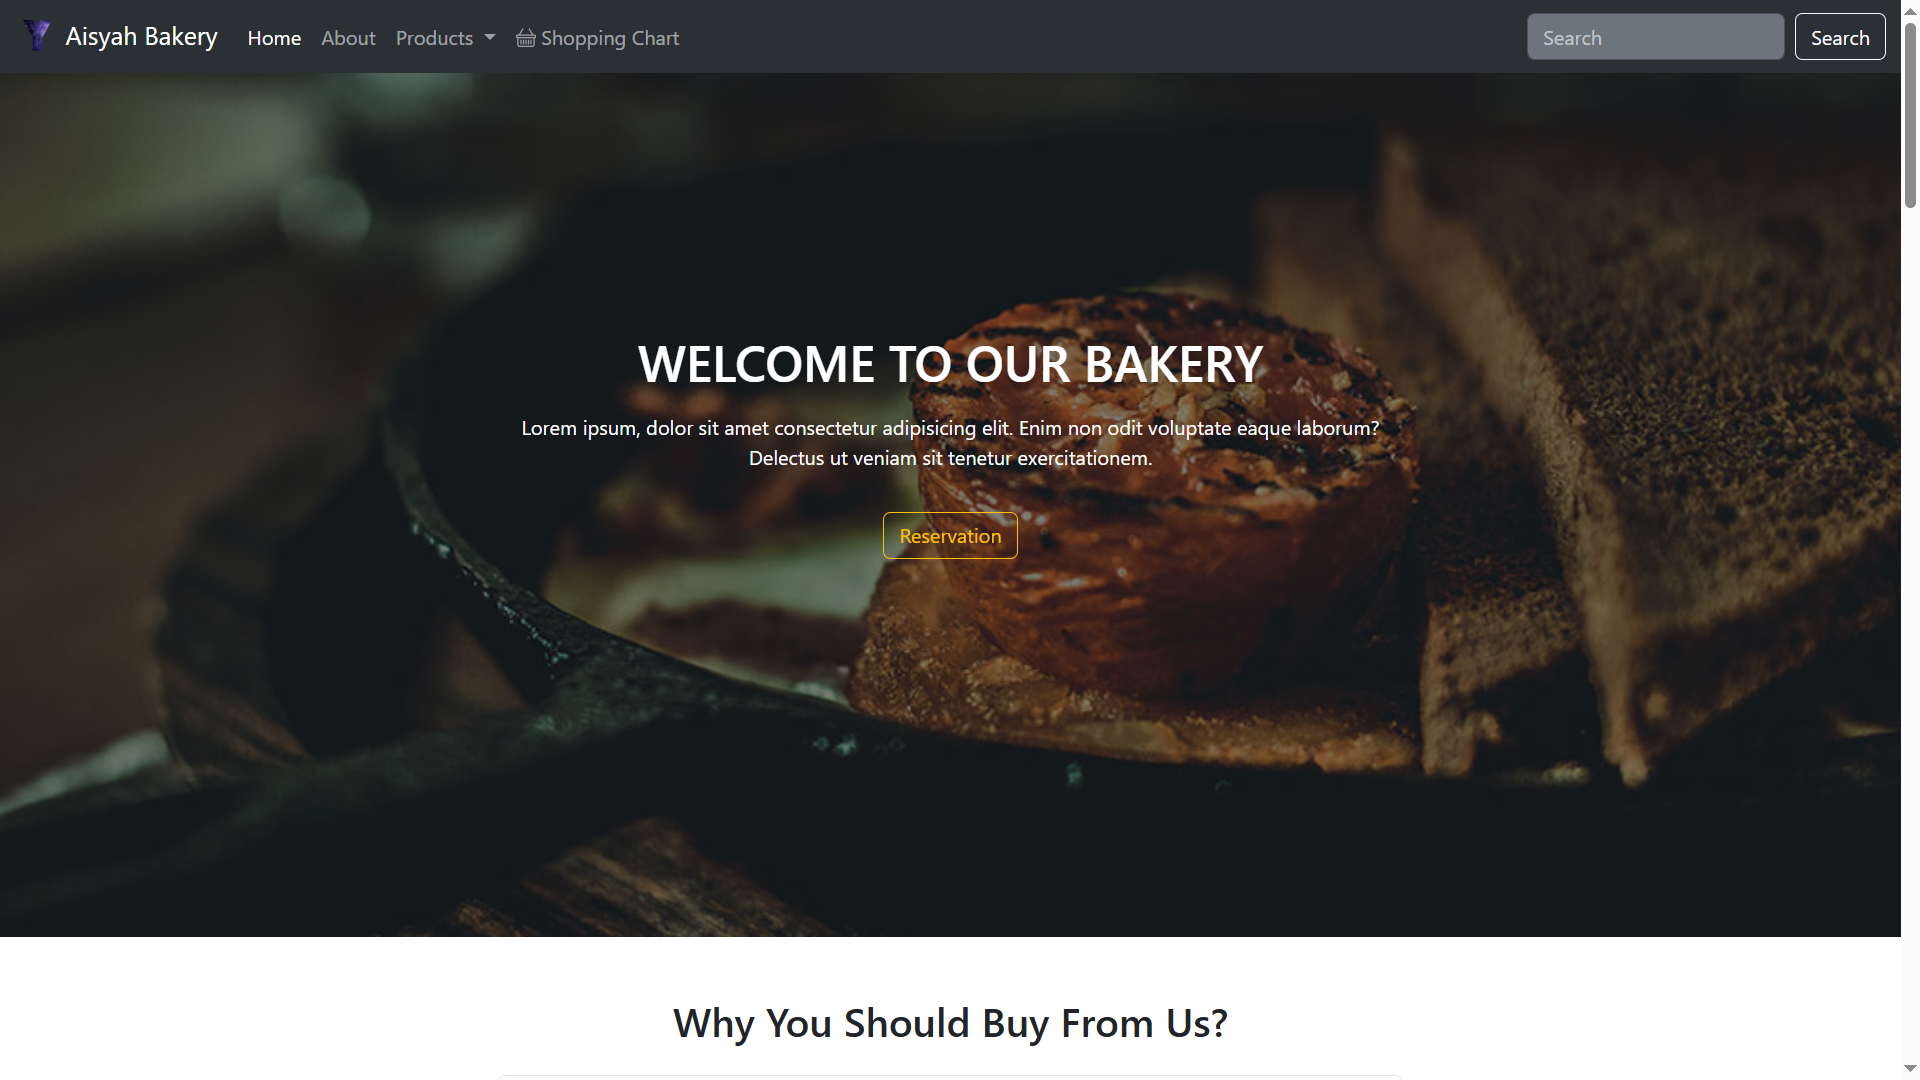 Aisyah Bakery
Home
About
Products
Shopping Chart
Search
Search
WELCOME TO OUR BAKERY
Lorem ipsum, dolor sit amet consectetur adipisicing elit. Enim non odit voluptate eaque laborum?
Delectus ut veniam sit tenetur exercitationem.
Reservation
Why You Should Buy From Us?